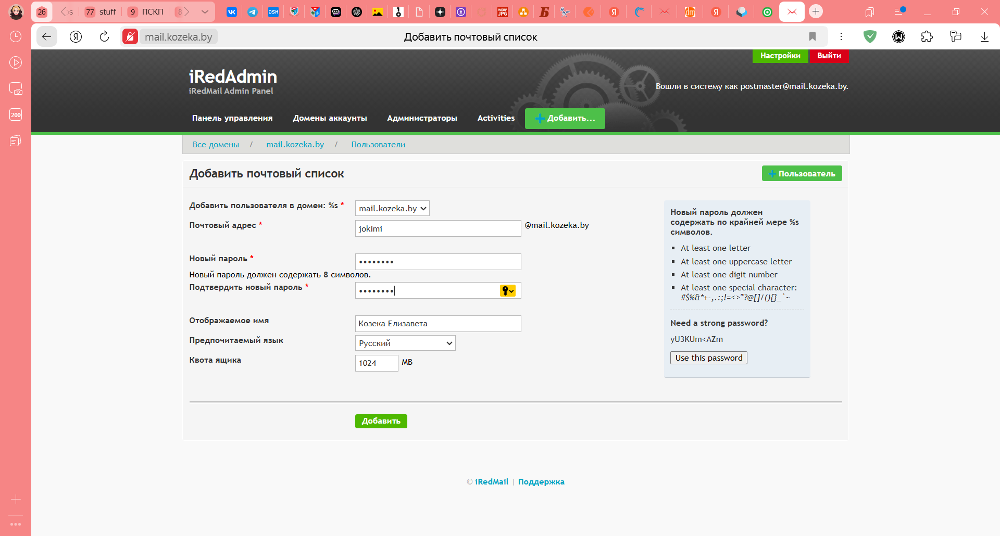 26
77 stuff
9 ПСКП
8
mail.kozeka.by
Добавить почтовый список
200
Настройки
Выйти
iRedAdmin
iRedMail Admin Panel
Вошли в систему как postmaster@mail.kozeka.by.
Панель управления
Домены аккаунты
Администраторы
Activities
Добавить...
Все домены / mail.kozeka.by / Пользователи
Добавить почтовый список
Пользователь
Добавить пользователя в домен: %s *
mail.kozeka.by
Почтовый адрес *
jokimi
@mail.kozeka.by
Новый пароль *
••••••••
Новый пароль должен содержать 8 символов.
Подтвердить новый пароль *
••••••••
Отображаемое имя
Козека Елизавета
Предпочитаемый язык
Русский
Квота ящика
1024
MB
Добавить
Новый пароль должен
содержать по крайней мере %s
символов.
At least one letter
At least one uppercase letter
At least one digit number
At least one special character:
#$%&*+-,.:;!=<>'"?@[]/(){}_`~
Need a strong password?
yU3KUm<AZm
Use this password
© iRedMail | Поддержка